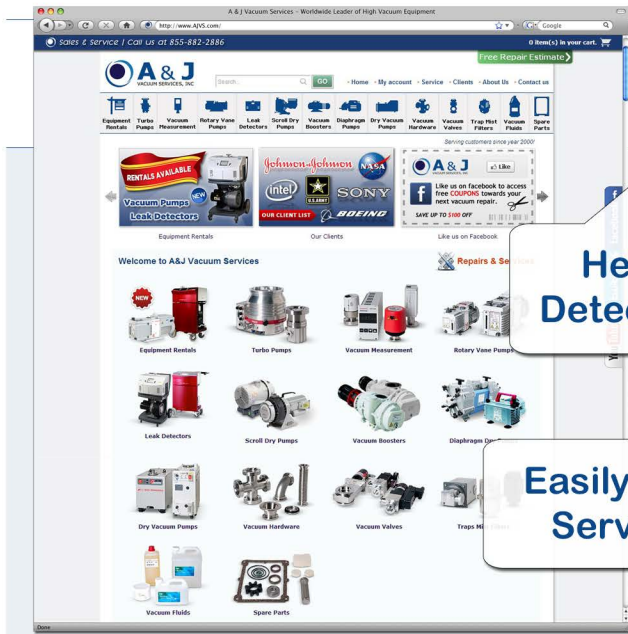 A & J Vacuum Services - Worldwide Leader of High Vacuum Equipment
http://www.AJVS.com/
Google
Sales & Service / Call us at 855-882-2886
0 item(s) in your cart.
Free Repair Estimate
A & J
VACUUM SERVICES, INC
Search
GO
Home
My account
Service
Clients
About Us
Contact us
Equipment Rentals
Turbo Pumps
Vacuum Measurement
Rotary Vane Pumps
Leak Detectors
Scroll Dry Pumps
Vacuum Boosters
Diaphragm Pumps
Dry Vacuum Pumps
Vacuum Hardware
Vacuum Valves
Trap Mist Filters
Vacuum Fluids
Spare Parts
Serving customers since year 2000!
RENTALS AVAILABLE
NEW
Vacuum Pumps
Leak Detectors
Johnson & Johnson
NASA
intel
U.S.ARMY
SONY
OUR CLIENT LIST
BOEING
A & J
Like
Like us on facebook to access
free COUPONS towards your
next vacuum repair.
SAVE UP TO $100 OFF
Equipment Rentals
Our Clients
Like us on Facebook
Welcome to A&J Vacuum Services
Repairs & Se
NEW
Equipment Rentals
Turbo Pumps
Vacuum Measurement
Rotary Vane Pumps
He
Detec
You
Leak Detectors
Scroll Dry Pumps
Vacuum Boosters
Diaphragm Dry
Easily
Serv
Dry Vacuum Pumps
Vacuum Hardware
Vacuum Valves
Traps Mist Filters
Vacuum Fluids
Spare Parts
Done